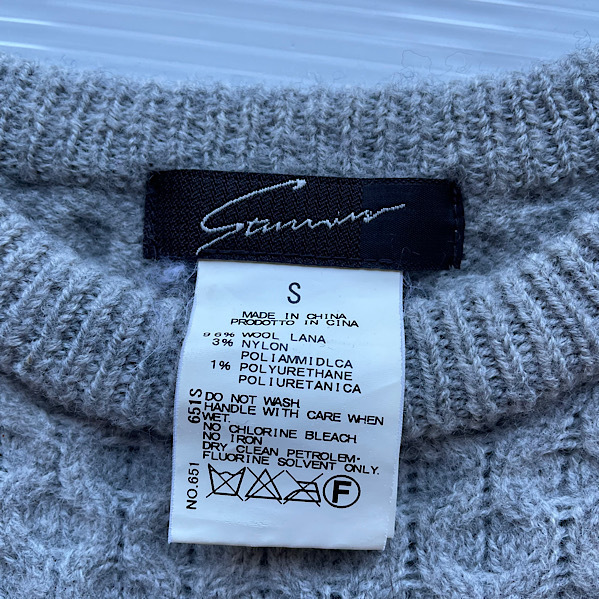 S
MADE IN CHINA
PRODOTTO IN CINA
96% WOOL LANA
3% NYLON
POLIAMMIDLCA
1% POLYURETHANE
POLIURETANICA
DO NOT WASH
HANDLE WITH CARE WHEN
WET.
NO CHLORINE BLEACH
NO IRON
DRY CLEAN PETROLEM-
FLUORINE SOLVENT ONLY.
F
NO.651 651S